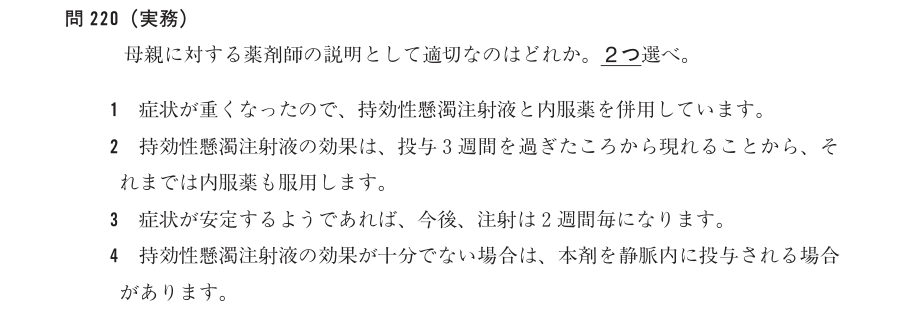 問 220（実務）
母親に対する薬剤師の説明として適切なのはどれか。２つ選べ。
1　症状が重くなったので、持効性懸濁注射液と内服薬を併用しています。
2　持効性懸濁注射液の効果は、投与３週間を過ぎたころから現れることから、そ
れまでは内服薬も服用します。
3　症状が安定するようであれば、今後、注射は２週間毎になります。
4　持効性懸濁注射液の効果が十分でない場合は、本剤を静脈内に投与される場合
があります。